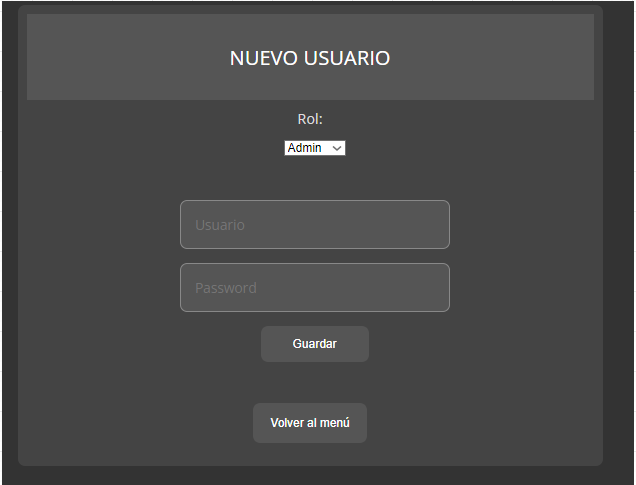 NUEVO USUARIO
Rol:
Admin
Usuario
Password
Guardar
Volver al menú